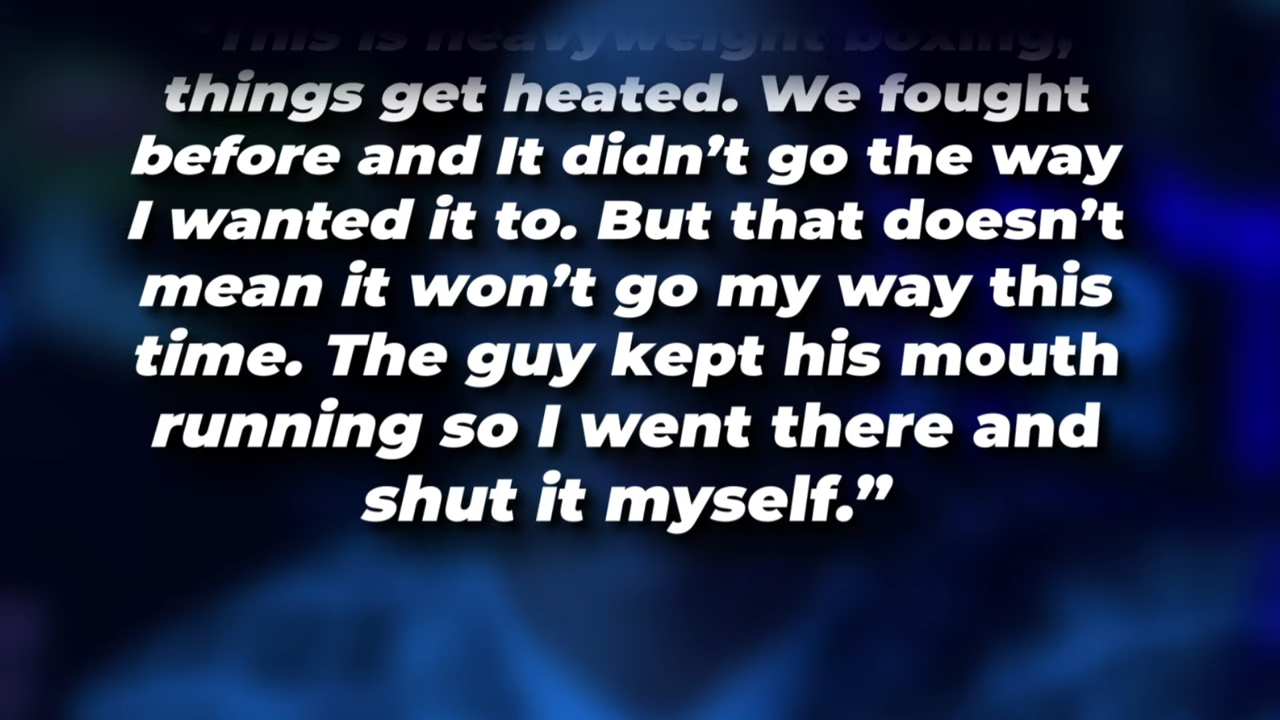 "This is heavyweight boxing,
things get heated. We fought
before and It didn’t go the way
I wanted it to. But that doesn’t
mean it won’t go my way this
time. The guy kept his mouth
running so I went there and
shut it myself.”